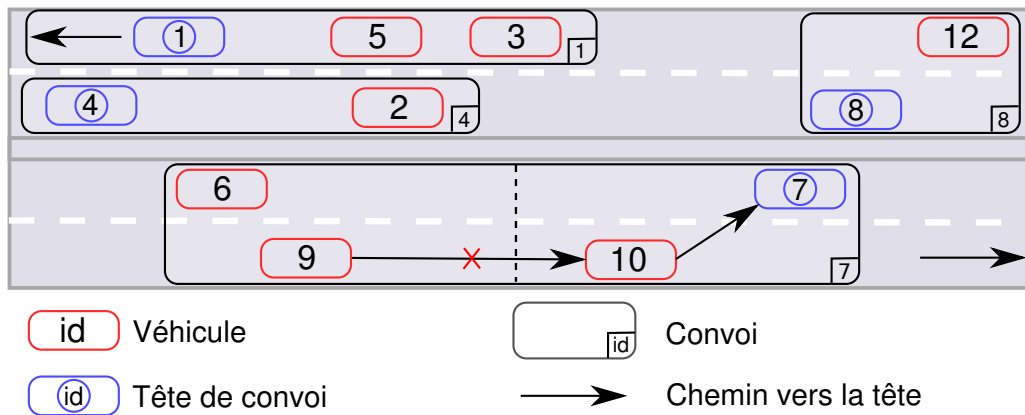 1 5 3 1 12
4 2 4 8 8
6 7
9 10 7
id Véhicule id Convoi
id Tête de convoi Chemin vers la tête